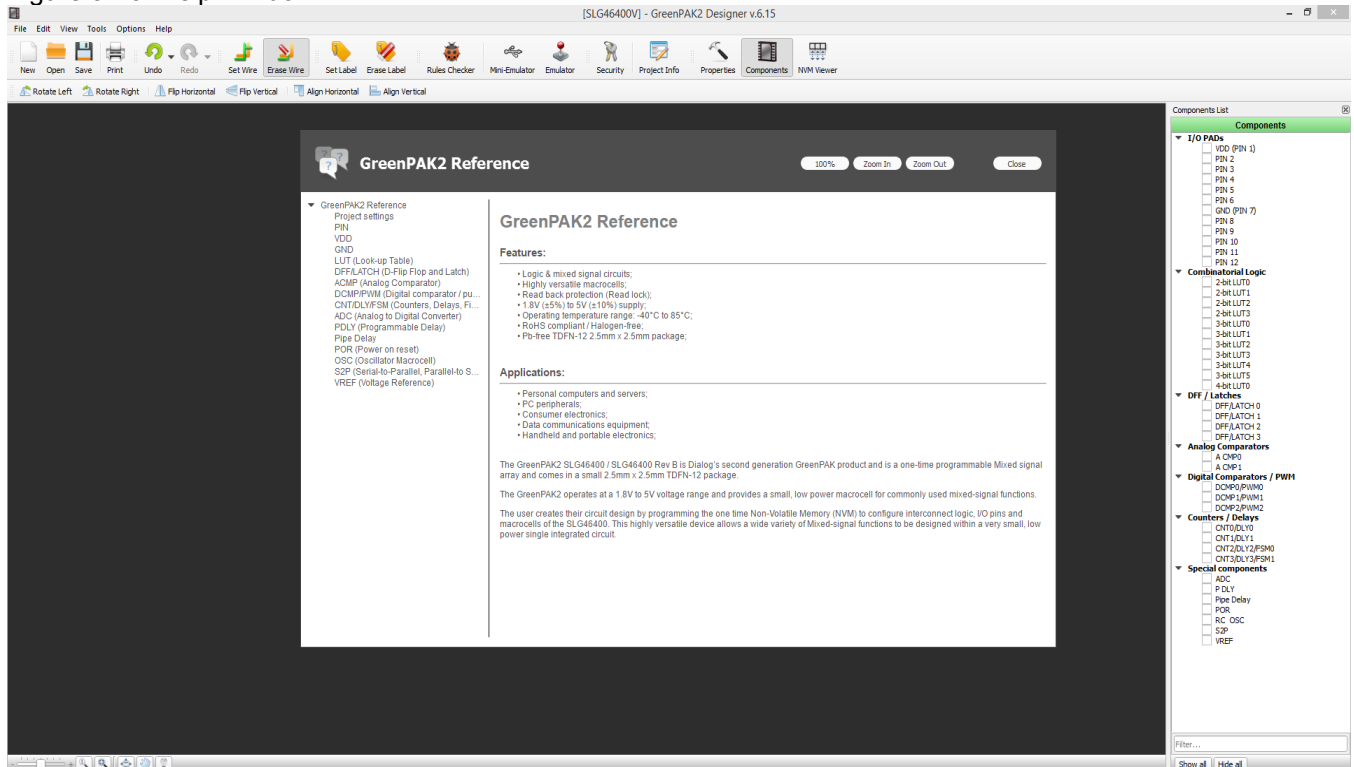 [SLG46400V] - GreenPAK2 Designer v.6.15
File Edit View Tools Options Help
New Open Save Print Undo Redo Set Wire Erase Wire Set Label Erase Label Rules Checker Mini-Emulator Emulator Security Project Info Properties Components NVM Viewer
Rotate Left Rotate Right Flip Horizontal Flip Vertical Align Horizontal Align Vertical
GreenPAK2 Reference
100% Zoom In Zoom Out Close
GreenPAK2 Reference
Project settings
PIN
VDD
GND
LUT (Look-up Table)
DFF/LATCH (D-Flip Flop and Latch)
ACMP (Analog Comparator)
DCMP/PWM (Digital comparator / pu...
CNT/DLY/FSM (Counters, Delays, Fi...
ADC (Analog to Digital Converter)
PDLY (Programmable Delay)
Pipe Delay
POR (Power on reset)
OSC (Oscillator Macrocell)
S2P (Serial-to-Parallel, Parallel-to S...
VREF (Voltage Reference)
GreenPAK2 Reference
Features:
• Logic & mixed signal circuits;
• Highly versatile macrocells;
• Read back protection (Read lock);
• 1.8V (±5%) to 5V (±10%) supply;
• Operating temperature range: -40°C to 85°C;
• RoHS compliant / Halogen-free;
• Pb-free TDFN-12 2.5mm x 2.5mm package;
Applications:
• Personal computers and servers;
• PC peripherals;
• Consumer electronics;
• Data communications equipment;
• Handheld and portable electronics;
The GreenPAK2 SLG46400 / SLG46400 Rev B is Dialog's second generation GreenPAK product and is a one-time programmable Mixed signal
array and comes in a small 2.5mm x 2.5mm TDFN-12 package.
The GreenPAK2 operates at a 1.8V to 5V voltage range and provides a small, low power macrocell for commonly used mixed-signal functions.
The user creates their circuit design by programming the one time Non-Volatile Memory (NVM) to configure interconnect logic, I/O pins and
macrocells of the SLG46400. This highly versatile device allows a wide variety of Mixed-signal functions to be designed within a very small, low
power single integrated circuit.
Components List
Components
I/O PADs
VDD (PIN 1)
PIN 2
PIN 3
PIN 4
PIN 5
PIN 6
GND (PIN 7)
PIN 8
PIN 9
PIN 10
PIN 11
PIN 12
Combinatorial Logic
2-bit LUT0
2-bit LUT1
2-bit LUT2
2-bit LUT3
3-bit LUT0
3-bit LUT1
3-bit LUT2
3-bit LUT3
3-bit LUT4
3-bit LUT5
4-bit LUT0
DFF / Latches
DFF/LATCH 0
DFF/LATCH 1
DFF/LATCH 2
DFF/LATCH 3
Analog Comparators
A CMP0
A CMP1
Digital Comparators / PWM
DCMP0/PWM0
DCMP1/PWM1
DCMP2/PWM2
Counters / Delays
CNT0/DLY0
CNT1/DLY1
CNT2/DLY2/FSM0
CNT3/DLY3/FSM1
Special components
ADC
P DLY
Pipe Delay
POR
RC OSC
S2P
VREF
Filter...
Show all Hide all